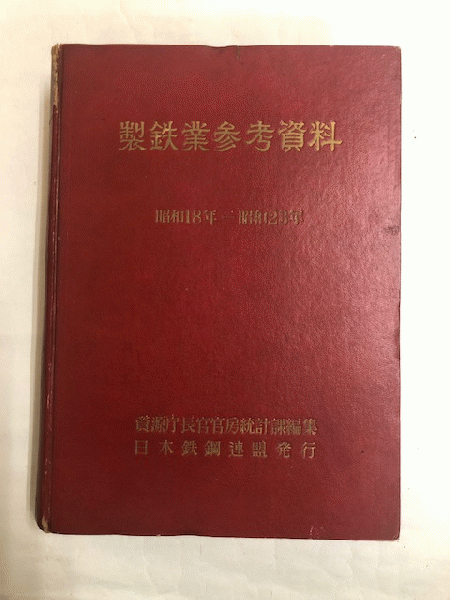 製鉄業参考資料
昭和18年－昭和23年
資源庁長官官房統計課編集
日本鉄鋼連盟発行